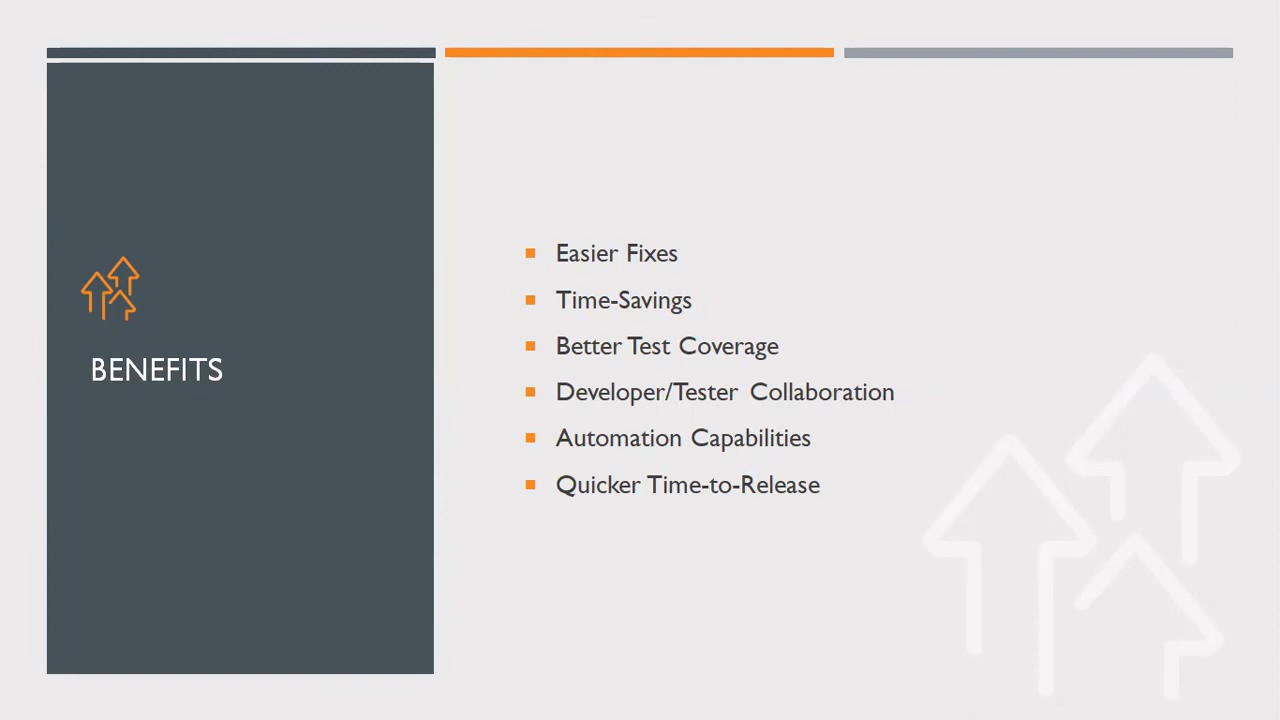 BENEFITS
Easier Fixes
Time-Savings
Better Test Coverage
Developer/Tester Collaboration
Automation Capabilities
Quicker Time-to-Release